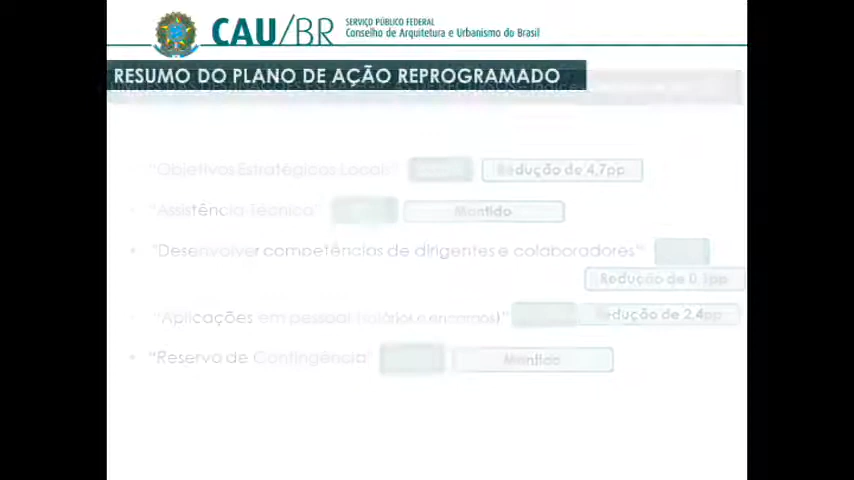 CAU/BR
SERVIÇO PÚBLICO FEDERAL
Conselho de Arquitetura e Urbanismo do Brasil
RESUMO DO PLANO DE AÇÃO REPROGRAMADO
• "Objetivos Estratégicos Locais" Redução de 4,7pp
• "Assistência Técnica" Mantido
• "Desenvolver competências de dirigentes e colaboradores"
Redução de 0,1pp
"Aplicações em pessoal (salários e encargos)" Redução de 2,4pp
• "Reserva de Contingência" Mantido